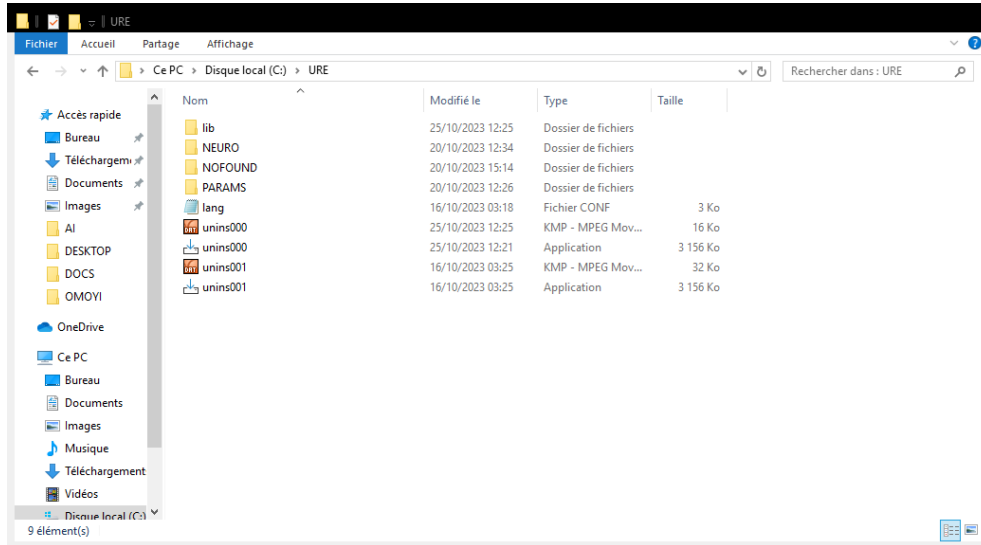 URE
Fichier Accueil Partage Affichage
Ce PC Disque local (C:) URE
Rechercher dans : URE
Nom Modifié le Type Taille
Accès rapide
Bureau
Téléchargem
Documents
Images
AI
DESKTOP
DOCS
OMOYI
OneDrive
Ce PC
Bureau
Documents
Images
Musique
Téléchargement
Vidéos
Disque local (C:)
lib 25/10/2023 12:25 Dossier de fichiers
NEURO 20/10/2023 12:34 Dossier de fichiers
NOFOUND 20/10/2023 15:14 Dossier de fichiers
PARAMS 20/10/2023 12:26 Dossier de fichiers
lang 16/10/2023 03:18 Fichier CONF 3 Ko
unins000 25/10/2023 12:25 KMP - MPEG Mov... 16 Ko
unins000 25/10/2023 12:21 Application 3 156 Ko
unins001 16/10/2023 03:25 KMP - MPEG Mov... 32 Ko
unins001 16/10/2023 03:25 Application 3 156 Ko
9 élément(s)